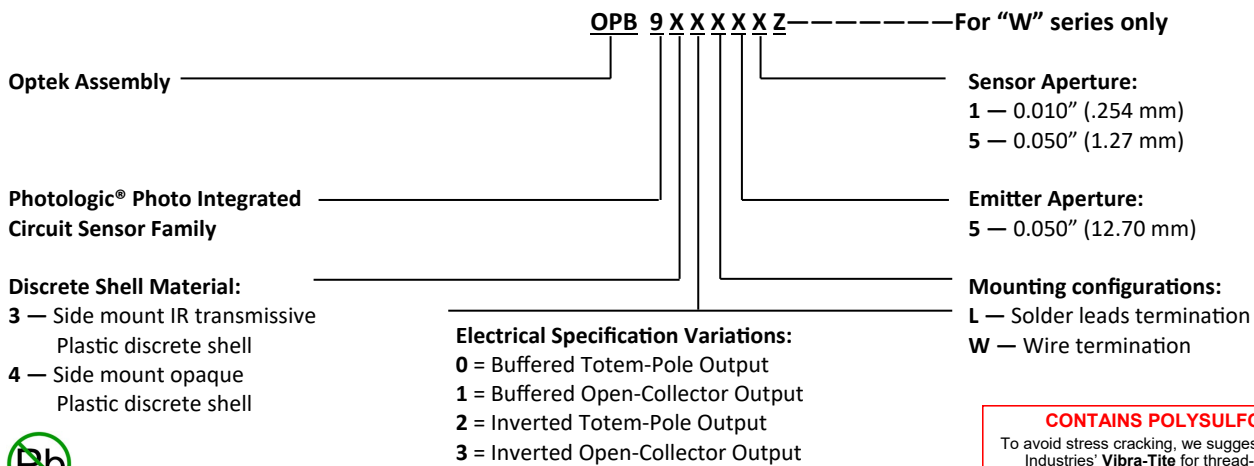 OPB 9 X X X X X Z———————For “W” series only
Optek Assembly
Sensor Aperture:
1 — 0.010” (.254 mm)
5 — 0.050” (1.27 mm)
Photologic® Photo Integrated
Circuit Sensor Family
Emitter Aperture:
5 — 0.050” (12.70 mm)
Discrete Shell Material:
3 — Side mount IR transmissive
Plastic discrete shell
4 — Side mount opaque
Plastic discrete shell
Electrical Specification Variations:
0 = Buffered Totem-Pole Output
1 = Buffered Open-Collector Output
2 = Inverted Totem-Pole Output
3 = Inverted Open-Collector Output
Mounting configurations:
L — Solder leads termination
W — Wire termination
Pb
CONTAINS POLYSULFO
To avoid stress cracking, we sugges
Industries’ Vibra-Tite for thread-